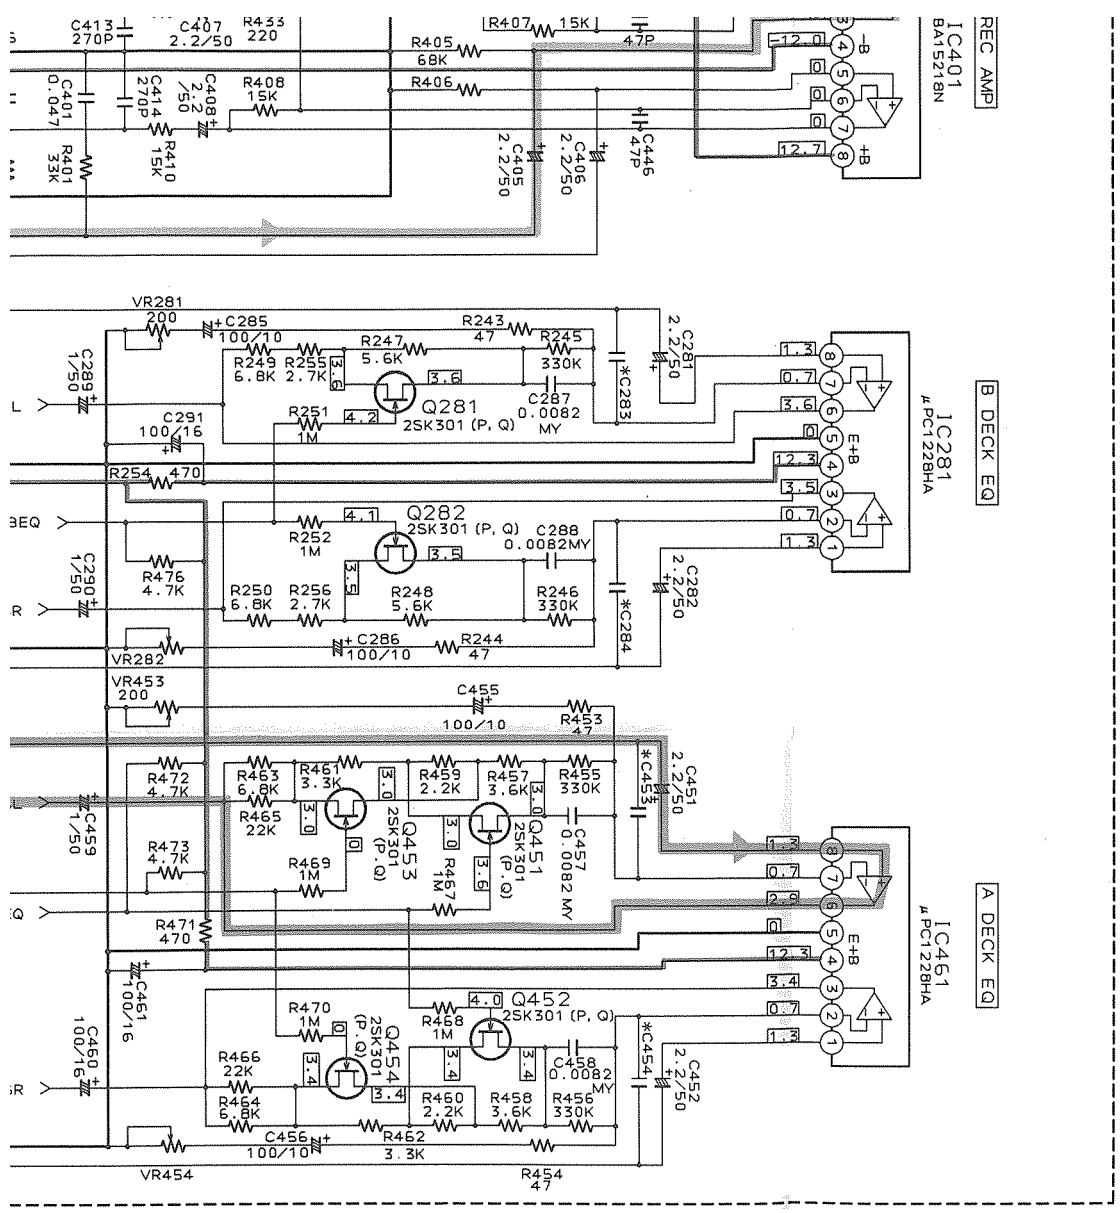 C413
270P
C407
2.2/50
R433
220
R407
15K
47P
R405
68K
R406
-12.0
4
-B
0
5
0
6
0
7
12.7
8
+B
IC401
BA15218N
REC AMP
C401
0.047
C414
270P
C408
2.2
/50
R408
15K
R410
15K
R401
33K
C405
2.2/50
C406
2.2/50
C446
47P
VR281
200
C285
100/10
R243
47
R247
5.6K
R245
330K
C289
1/50
R249
6.8K
R255
2.7K
3.6
3.6
C287
0.0082
MY
*C283
C281
2.2/50
L
C291
100/16
R251
1M
4.2
Q281
2SK301 (P, Q)
1.3
8
0.7
7
3.6
6
0
5
12.3
4
3.5
3
0.7
2
1.3
1
E+B
IC281
μPC1228HA
B DECK EQ
R254
470
BEQ
R252
1M
4.1
Q282
2SK301 (P, Q)
C288
0.0082MY
3.5
3.5
R476
4.7K
C290
1/50
R250
6.8K
R256
2.7K
R248
5.6K
R246
330K
*C284
C282
2.2/50
R
VR282
C286
100/10
R244
47
VR453
200
C455
100/10
R453
47
R472
4.7K
R463
6.8K
R461
3.3K
R459
2.2K
R457
3.6K
R455
330K
*C453
C451
2.2/50
C459
1/50
R465
22K
3.0
3.0
3.0
3.0
Q453
2SK301
(P.Q)
Q451
2SK301
(P.Q)
C457
0.0082 MY
R473
4.7K
R469
1M
0
R467
1M
3.6
Q
R471
470
1.3
8
0.7
7
2.9
6
0
5
12.3
4
3.4
3
0.7
2
1.3
1
E+B
IC461
μPC1228HA
A DECK EQ
C461
100/16
C460
100/16
R470
1M
0
Q454
2SK301
(P.Q)
R468
1M
4.0
Q452
2SK301 (P, Q)
3.4
3.4
3.4
3.4
C458
0.0082
MY
*C454
C452
2.2/50
R466
22K
R464
6.8K
R460
2.2K
R458
3.6K
R456
330K
R
C456
100/10
R462
3.3K
R454
47
VR454